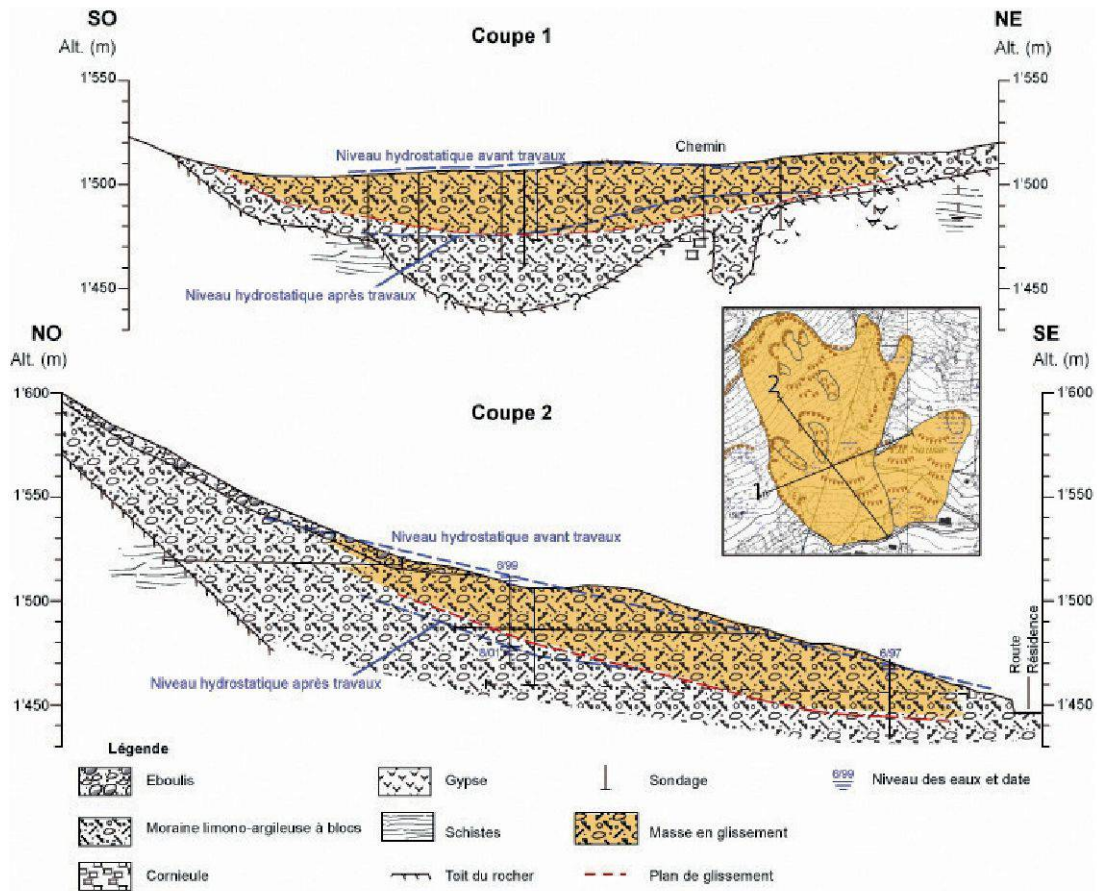 SO
NE
Alt. (m)
Coupe 1
Alt. (m)
1'550
1'550
Chemin
Niveau hydrostatique avant travaux
1'500
1'500
1'450
Niveau hydrostatique après travaux
1'450
?
?
?
NO
SE
Alt. (m)
Alt. (m)
1'600
Coupe 2
2
1'600
1
1'550
1'550
Niveau hydrostatique avant travaux
6/99
1'500
1'500
8/01
6/97
Niveau hydrostatique après travaux
Route
Résidence
1'450
1'450
Légende
Eboulis
Gypse
Sondage
6/99
Niveau des eaux et date
Moraine limono-argileuse à blocs
Schistes
Masse en glissement
Cornieule
Toit du rocher
Plan de glissement